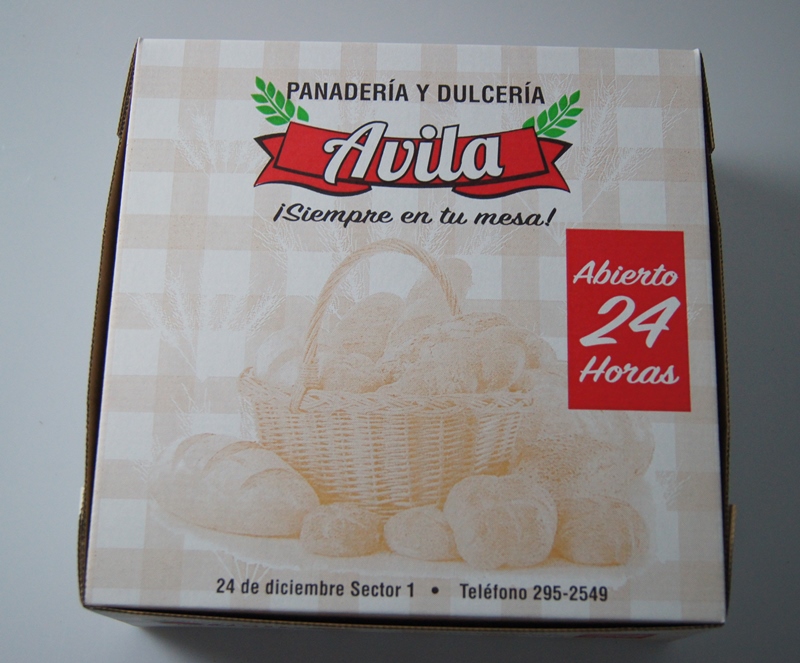 PANADERÍA Y DULCERÍA
Avila
¡Siempre en tu mesa!
Abierto
24
Horas
24 de diciembre Sector 1 • Teléfono 295-2549